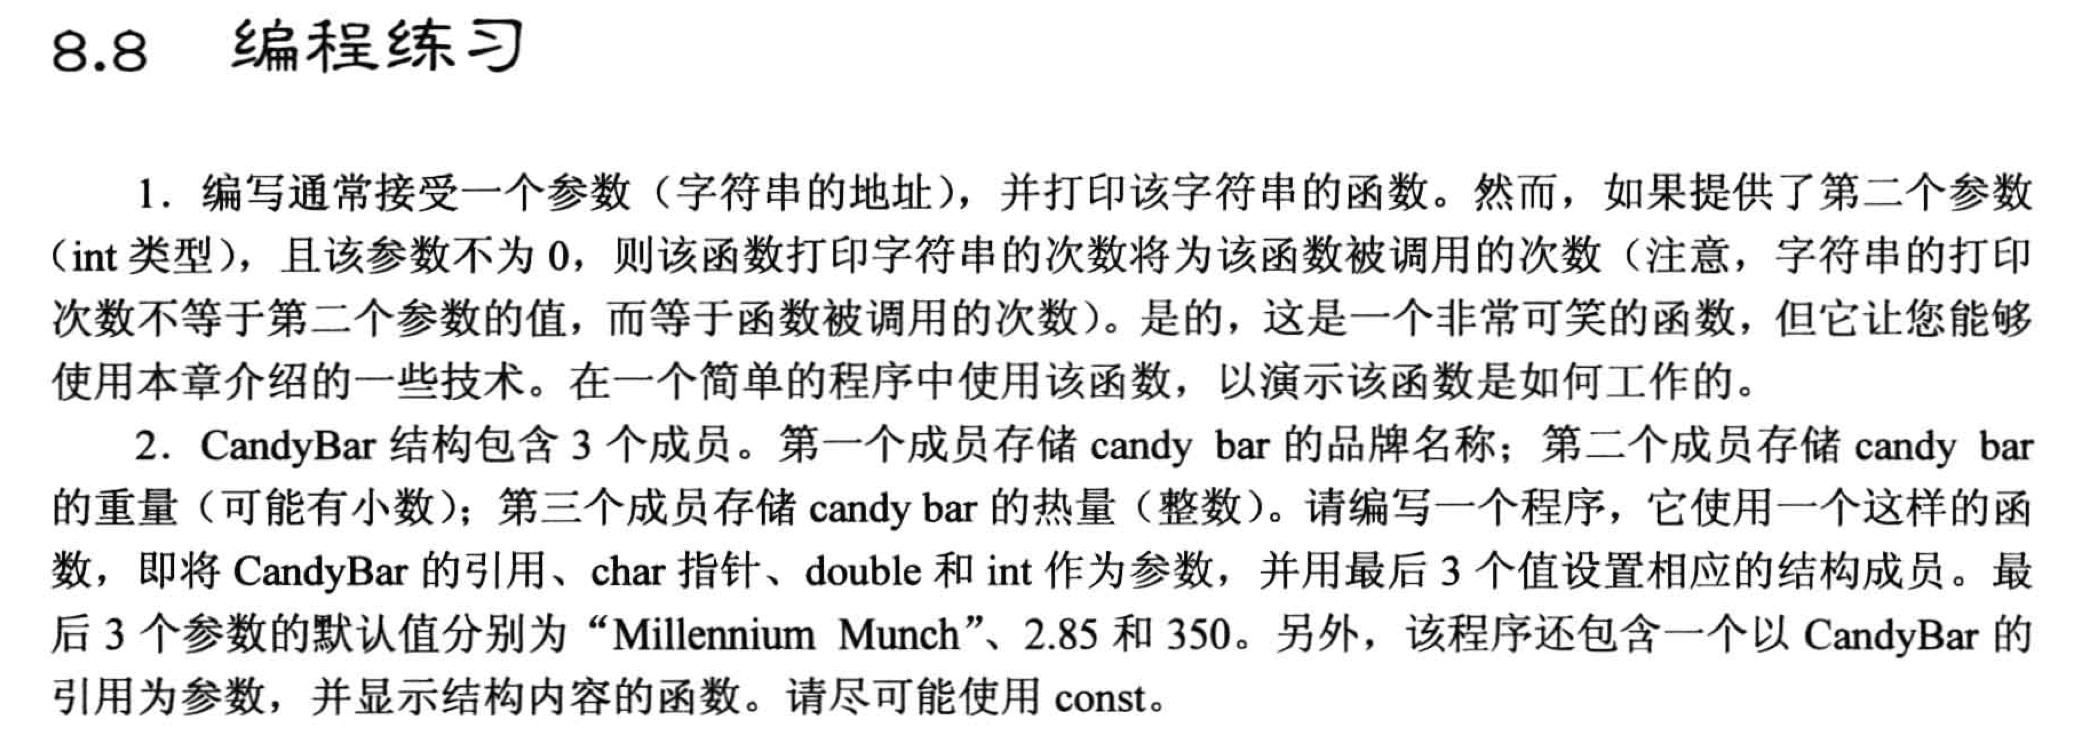 8.8 编程练习
1. 编写通常接受一个参数（字符串的地址），并打印该字符串的函数。然而，如果提供了第二个参数
（int 类型），且该参数不为 0，则该函数打印字符串的次数将为该函数被调用的次数（注意，字符串的打印
次数不等于第二个参数的值，而等于函数被调用的次数）。是的，这是一个非常可笑的函数，但它让您能够
使用本章介绍的一些技术。在一个简单的程序中使用该函数，以演示该函数是如何工作的。
2. CandyBar 结构包含 3 个成员。第一个成员存储 candy bar 的品牌名称；第二个成员存储 candy bar
的重量（可能有小数）；第三个成员存储 candy bar 的热量（整数）。请编写一个程序，它使用一个这样的函
数，即将 CandyBar 的引用、char 指针、double 和 int 作为参数，并用最后 3 个值设置相应的结构成员。最
后 3 个参数的默认值分别为“Millennium Munch”、2.85 和 350。另外，该程序还包含一个以 CandyBar 的
引用为参数，并显示结构内容的函数。请尽可能使用 const。